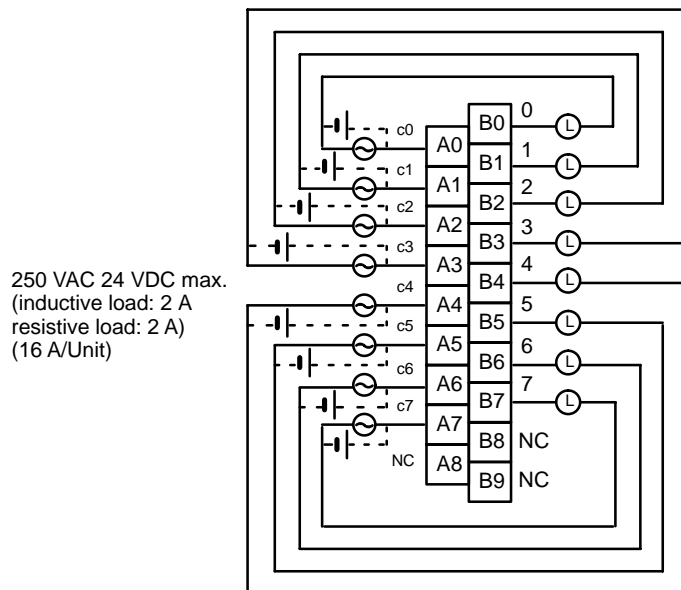 0
B0 L
c0
A0
1
B1 L
c1
A1
2
B2 L
c2
A2
3
B3 L
c3
A3
4
B4 L
c4
A4
5
B5 L
c5
A5
6
B6 L
c6
A6
7
B7 L
c7
A7
B8 NC
NC A8
B9 NC
250 VAC 24 VDC max.
(inductive load: 2 A
resistive load: 2 A)
(16 A/Unit)